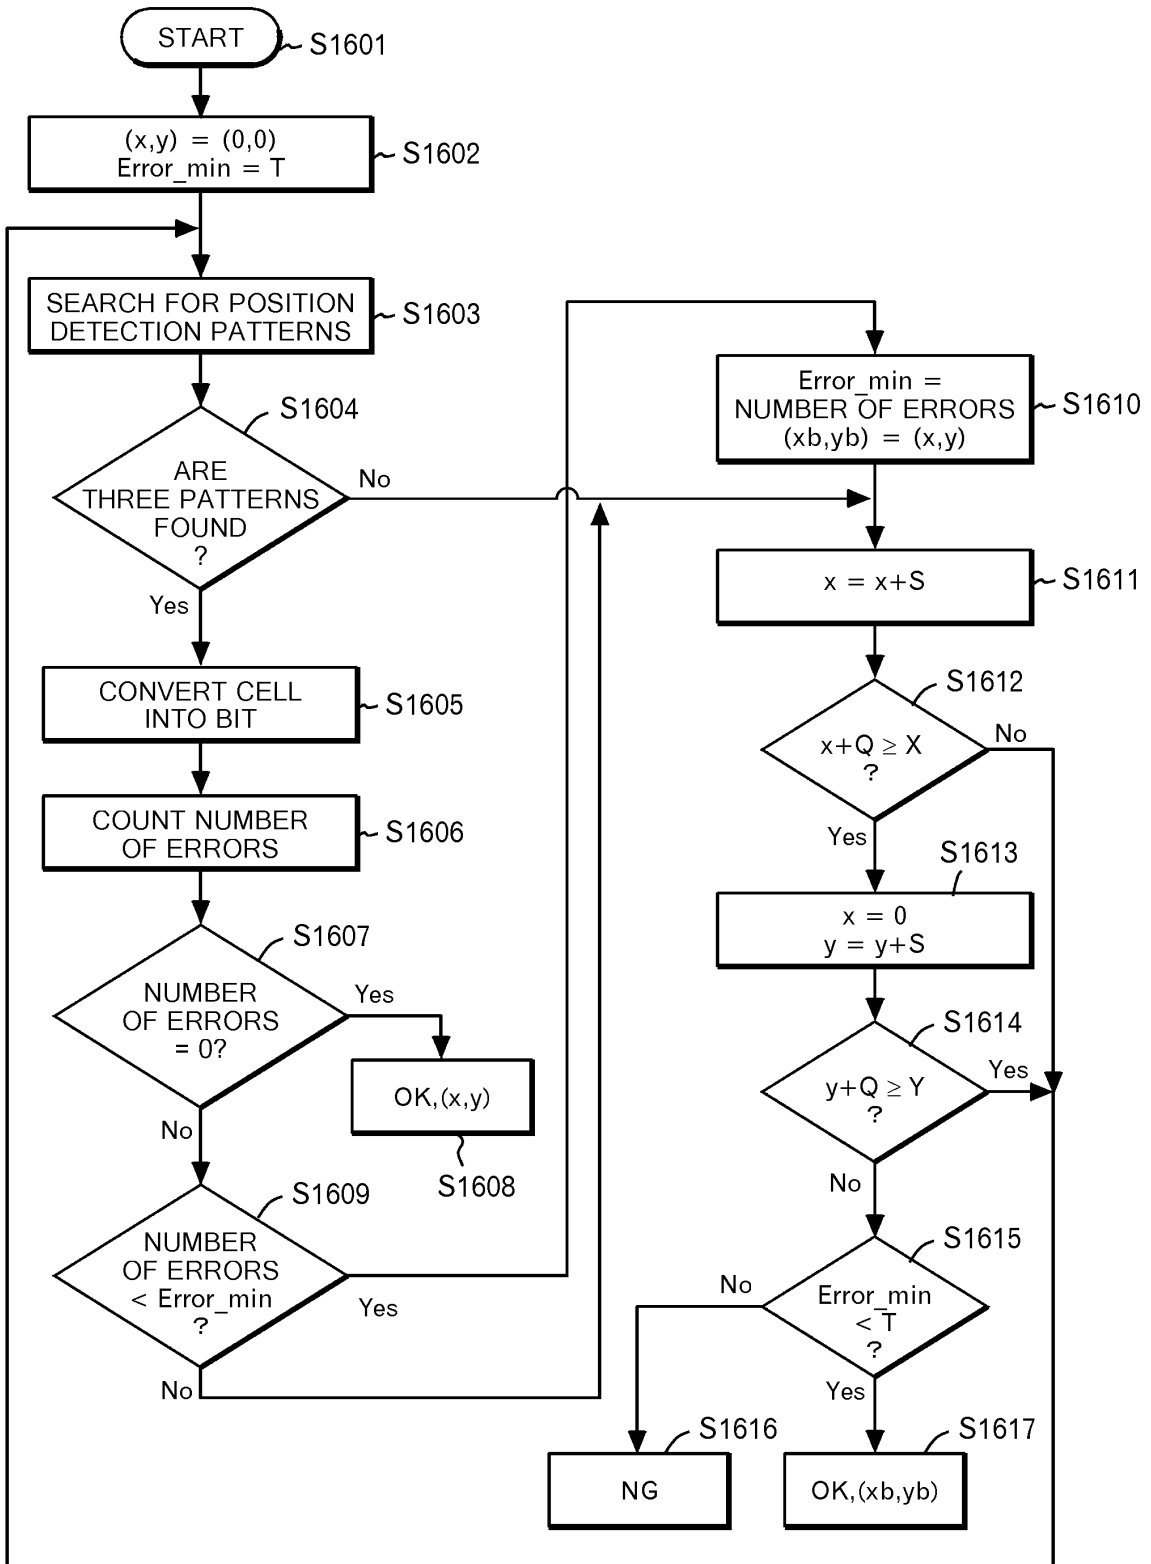 START
S1601
(x,y) = (0,0)
Error_min = T
S1602
SEARCH FOR POSITION
DETECTION PATTERNS
S1603
S1604
ARE
THREE PATTERNS
FOUND
?
No
Yes
CONVERT CELL
INTO BIT
S1605
COUNT NUMBER
OF ERRORS
S1606
S1607
NUMBER
OF ERRORS
= 0?
Yes
No
OK,(x,y)
S1608
S1609
NUMBER
OF ERRORS
< Error_min
?
Yes
No
Error_min =
NUMBER OF ERRORS
(xb,yb) = (x,y)
S1610
x = x+S
S1611
S1612
x+Q ≥ X
?
No
Yes
S1613
x = 0
y = y+S
S1614
y+Q ≥ Y
?
Yes
No
S1615
Error_min
< T
?
No
Yes
S1616
NG
S1617
OK,(xb,yb)